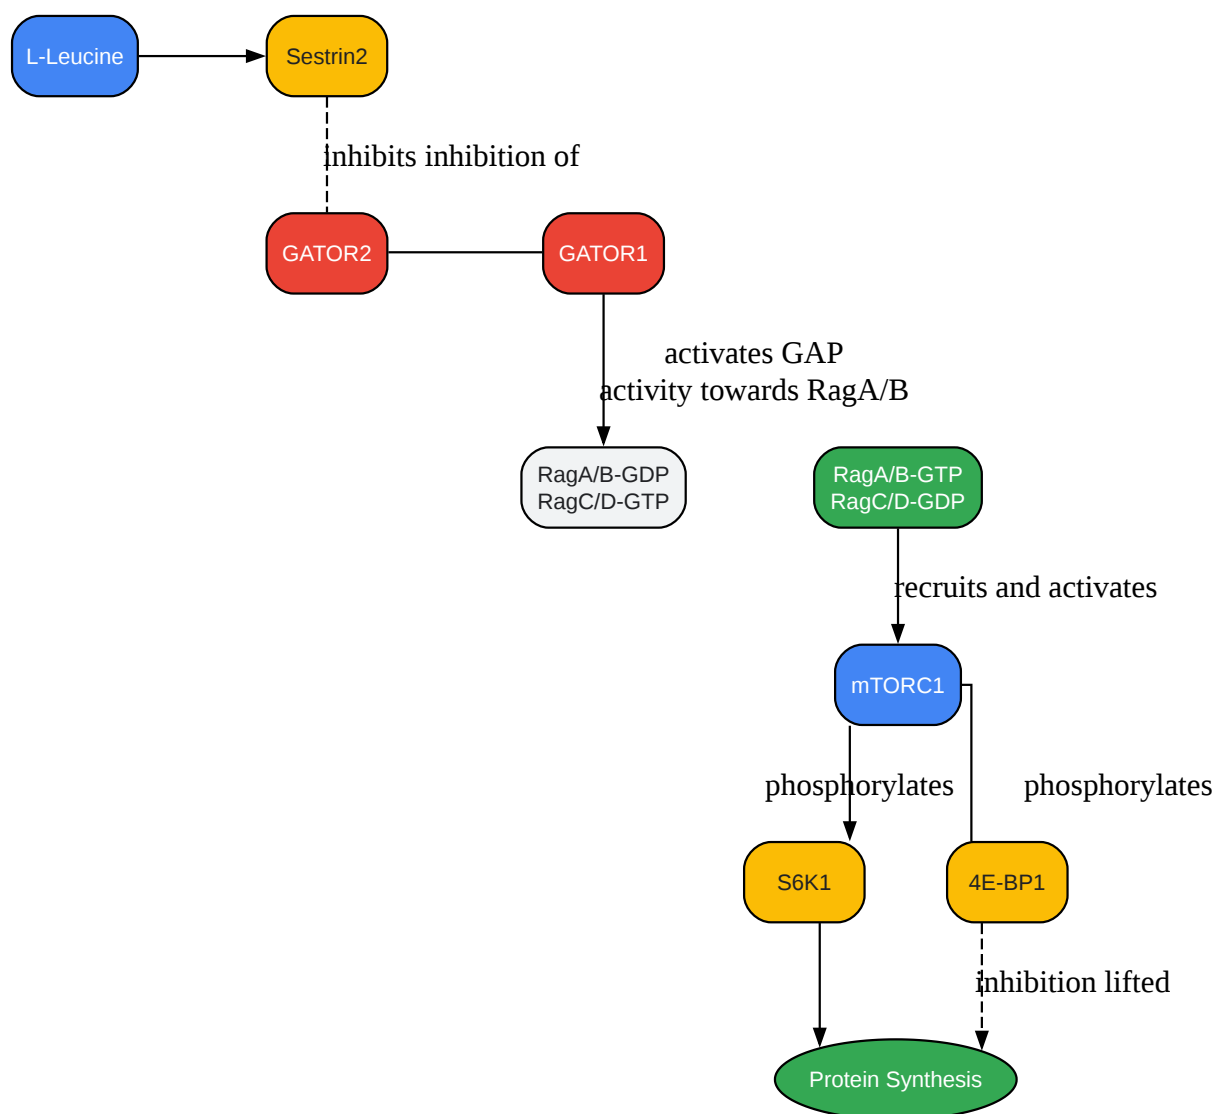 L-Leucine
Sestrin2
inhibits inhibition of
GATOR2
GATOR1
activates GAP
activity towards RagA/B
RagA/B-GDP
RagC/D-GTP
RagA/B-GTP
RagC/D-GDP
recruits and activates
mTORC1
phosphorylates
phosphorylates
S6K1
4E-BP1
inhibition lifted
Protein Synthesis